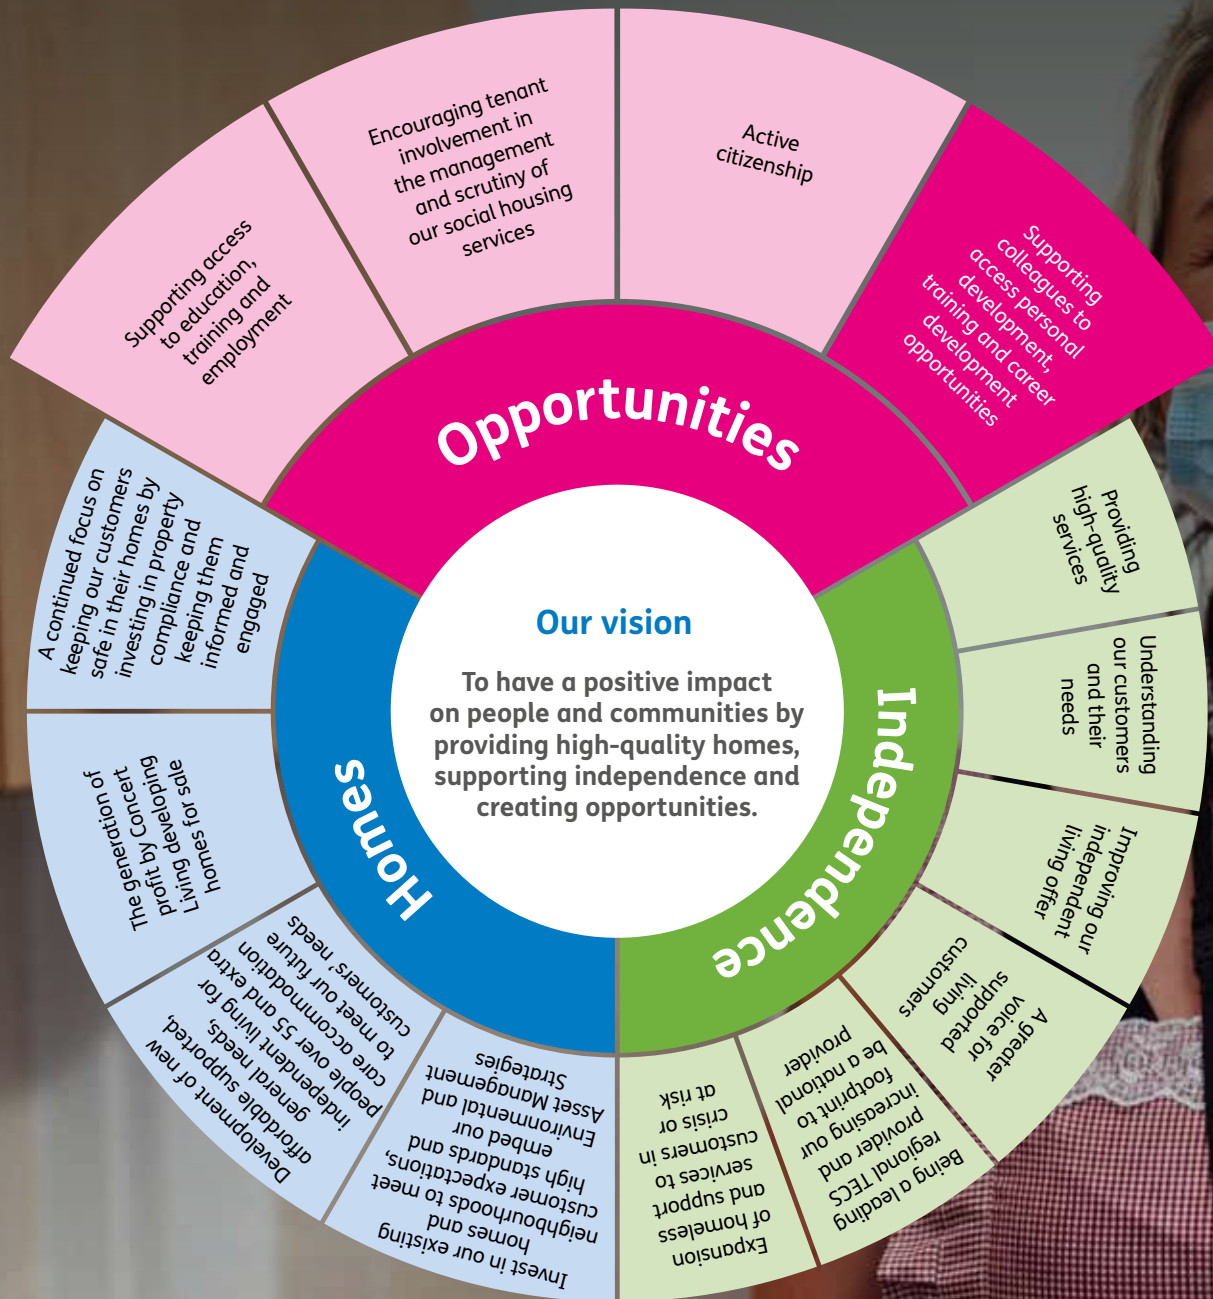 Our vision
To have a positive impact
on people and communities by
providing high-quality homes,
supporting independence and
creating opportunities.
Opportunities
Supporting access
to education,
training and
employment
Encouraging tenant
involvement in
the management
and scrutiny of
our social housing
services
Active
citizenship
Supporting
colleagues to
access personal
development,
training and career
development
opportunities
Independence
Providing
high-quality
services
Understanding
our customers
and their
needs
Improving our
independent
living offer
A greater
voice for
supported
living
customers
Being a leading
regional TECS
provider and
increasing our
footprint to
be a national
provider
Expansion
of homeless
and support
services to
customers in
crisis or
at risk
Homes
Invest in our existing
homes and
neighbourhoods to meet
customer expectations,
high standards and
embed our
Environmental and
Asset Management
Strategies
Development of new
affordable supported,
general needs,
independent living for
people over 55 and extra
care accommodation
to meet our future
customers' needs
The generation of
profit by Concert
Living developing
homes for sale
A continued focus on
keeping our customers
safe in their homes by
investing in property
compliance and
keeping them
informed and
engaged